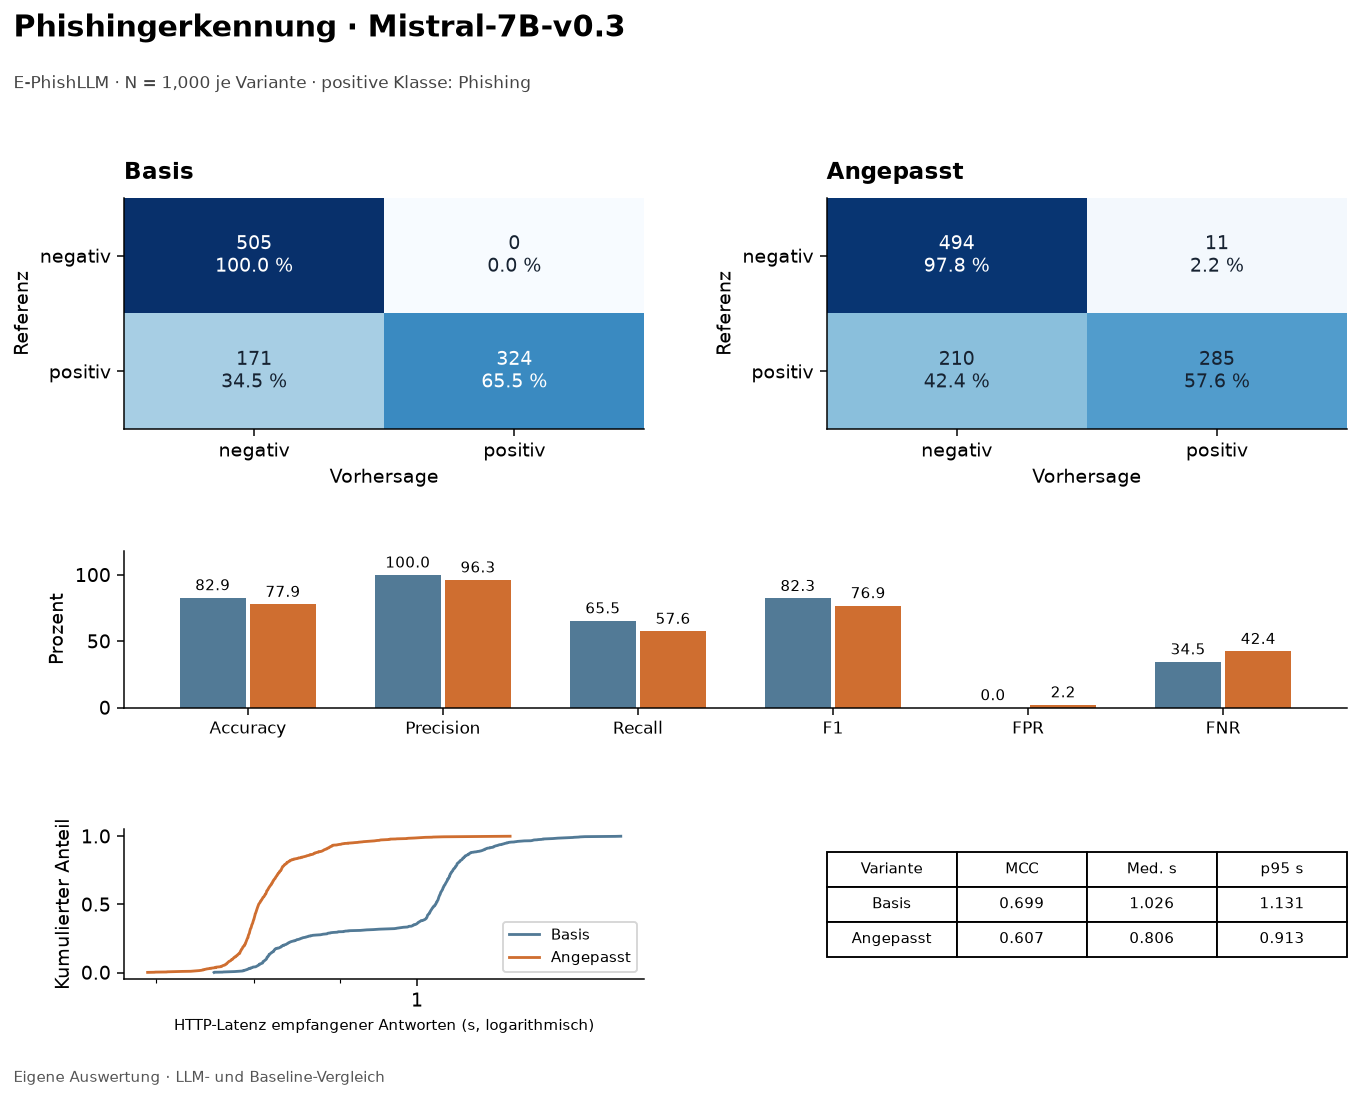 Phishingerkennung · Mistral-7B-v0.3
E-PhishLLM · N = 1,000 je Variante · positive Klasse: Phishing
Basis
Referenz
negativ
positiv
505
100.0 %
0
0.0 %
171
34.5 %
324
65.5 %
negativ
positiv
Vorhersage
Angepasst
Referenz
negativ
positiv
494
97.8 %
11
2.2 %
210
42.4 %
285
57.6 %
negativ
positiv
Vorhersage
Prozent
100
50
0
82.9 77.9
100.0 96.3
65.5 57.6
82.3 76.9
0.0 2.2
34.5 42.4
Accuracy Precision Recall F1 FPR FNR
Kumulierter Anteil
1.0
0.5
0.0
Basis
Angepasst
1
HTTP-Latenz empfangener Antworten (s, logarithmisch)
Variante MCC Med. s p95 s
Basis 0.699 1.026 1.131
Angepasst 0.607 0.806 0.913
Eigene Auswertung · LLM- und Baseline-Vergleich